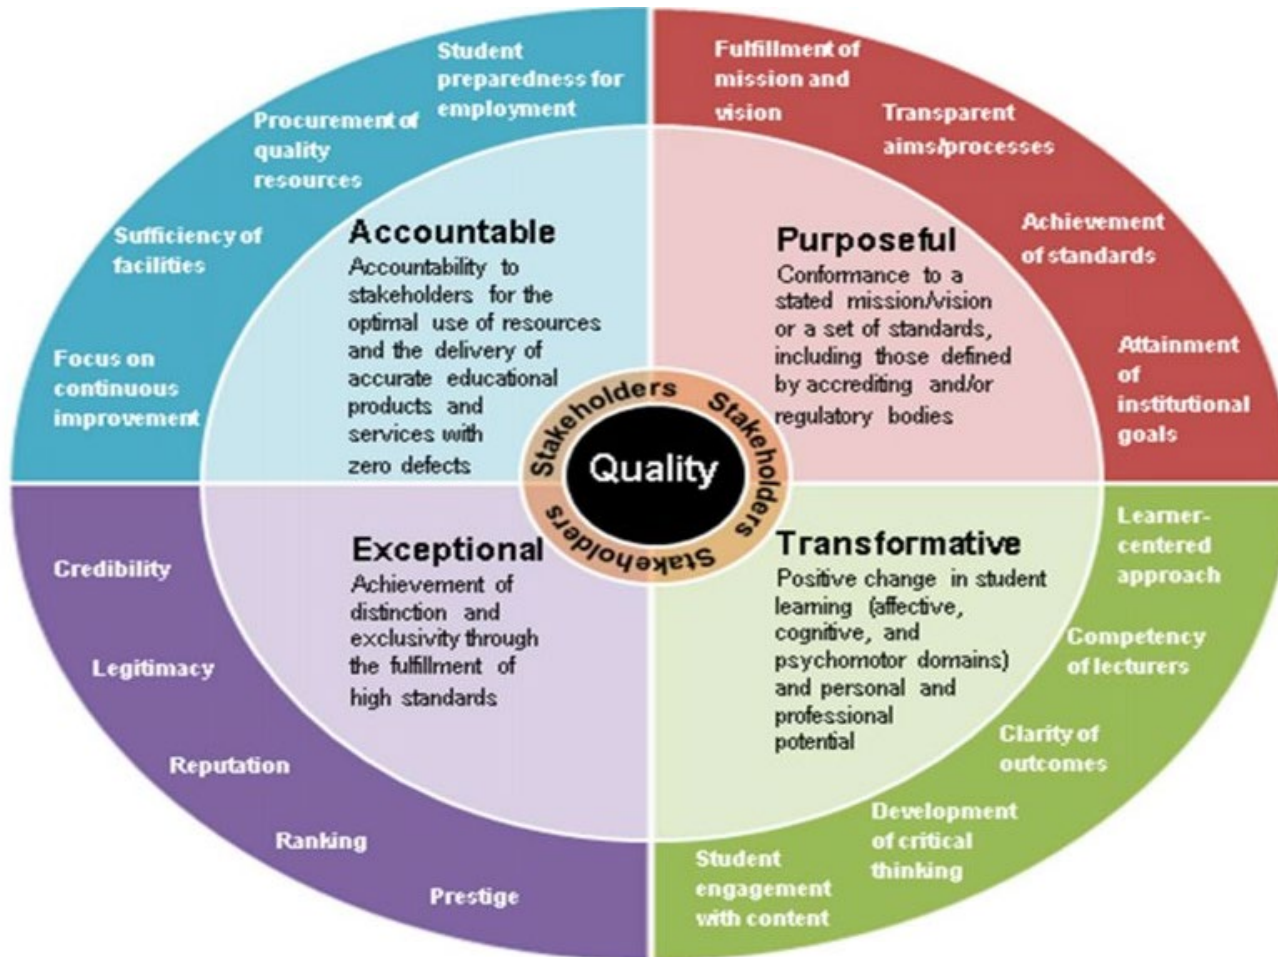 Student
preparedness for
employment
Procurement of
quality
resources
Sufficiency of
facilities
Focus on
continuous
improvement
Accountable
Accountability to
stakeholders for the
optimal use of resources
and the delivery of
accurate educational
products and
services with
zero defects
Fulfillment of
mission and
vision
Transparent
aims/processes
Achievement
of standards
Attainment
of
institutional
goals
Purposeful
Conformance to a
stated mission/vision
or a set of standards,
including those defined
by accrediting and/or
regulatory bodies
Stakeholders
Stakeholders
Stakeholders
Quality
Exceptional
Achievement of
distinction and
exclusivity through
the fulfillment of
high standards
Credibility
Legitimacy
Reputation
Ranking
Prestige
Transformative
Positive change in student
learning (affective,
cognitive, and
psychomotor domains)
and personal and
professional
potential
Learner-
centered
approach
Competency
of lecturers
Clarity of
outcomes
Development
of critical
thinking
Student
engagement
with content